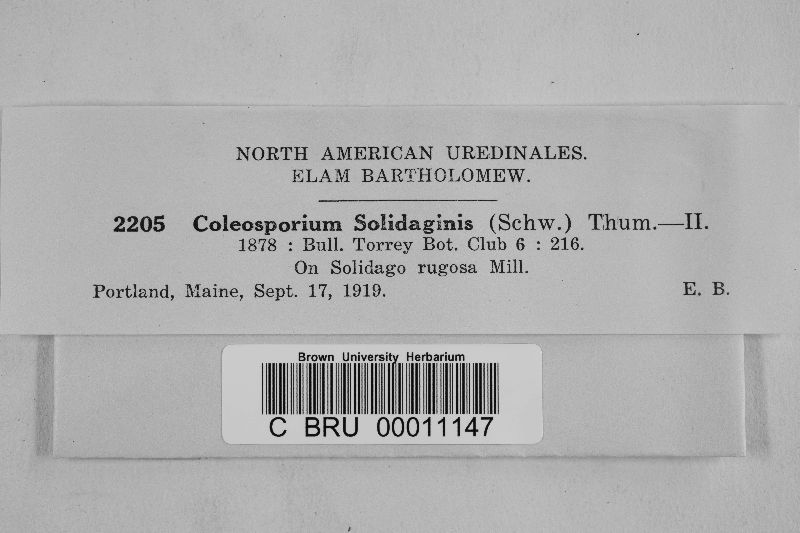 NORTH AMERICAN UREDINALES.
ELAM BARTHOLOMEW.
2205 Coleosporium Solidaginis (Schw.) Thum.—II.
1878 : Bull. Torrey Bot. Club 6 : 216.
On Solidago rugosa Mill.
Portland, Maine, Sept. 17, 1919. E. B.
Brown University Herbarium
C BRU 00011147